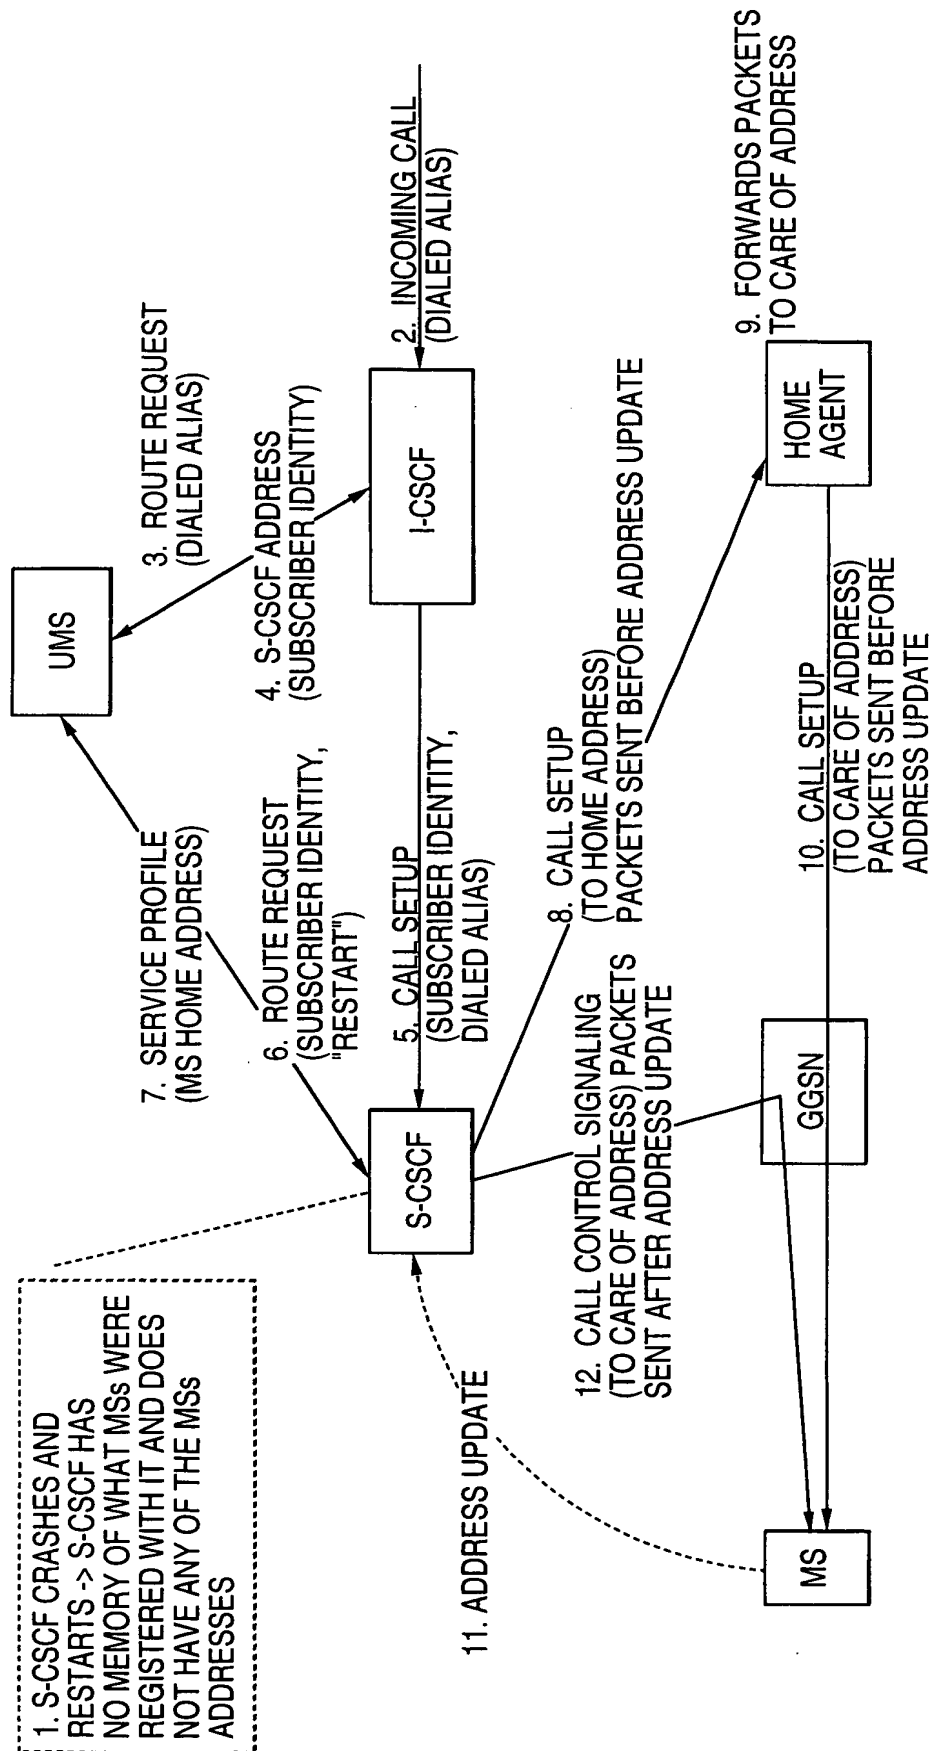 1. S-CSCF CRASHES AND
RESTARTS -> S-CSCF HAS
NO MEMORY OF WHAT MSs WERE
REGISTERED WITH IT AND DOES
NOT HAVE ANY OF THE MSs
ADDRESSES
UMS
7. SERVICE PROFILE
(MS HOME ADDRESS)
3. ROUTE REQUEST
(DIALED ALIAS)
6. ROUTE REQUEST
(SUBSCRIBER IDENTITY,
"RESTART")
4. S-CSCF ADDRESS
(SUBSCRIBER IDENTITY)
S-CSCF
5. CALL SETUP
(SUBSCRIBER IDENTITY,
DIALED ALIAS)
I-CSCF
2. INCOMING CALL
(DIALED ALIAS)
11. ADDRESS UPDATE
12. CALL CONTROL SIGNALING
(TO CARE OF ADDRESS) PACKETS
SENT AFTER ADDRESS UPDATE
8. CALL SETUP
(TO HOME ADDRESS)
PACKETS SENT BEFORE ADDRESS UPDATE
9. FORWARDS PACKETS
TO CARE OF ADDRESS
MS
GGSN
HOME
AGENT
10. CALL SETUP
(TO CARE OF ADDRESS)
PACKETS SENT BEFORE
ADDRESS UPDATE